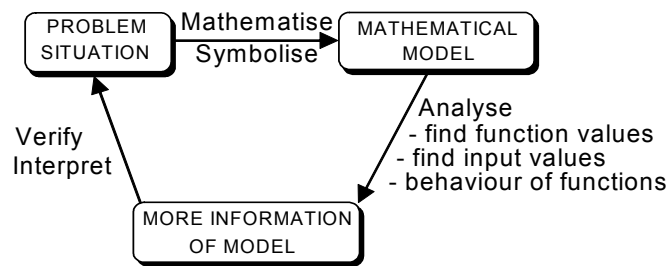 PROBLEM
SITUATION
Mathematise
Symbolise
MATHEMATICAL
MODEL
Analyse
- find function values
- find input values
- behaviour of functions
Verify
Interpret
MORE INFORMATION
OF MODEL